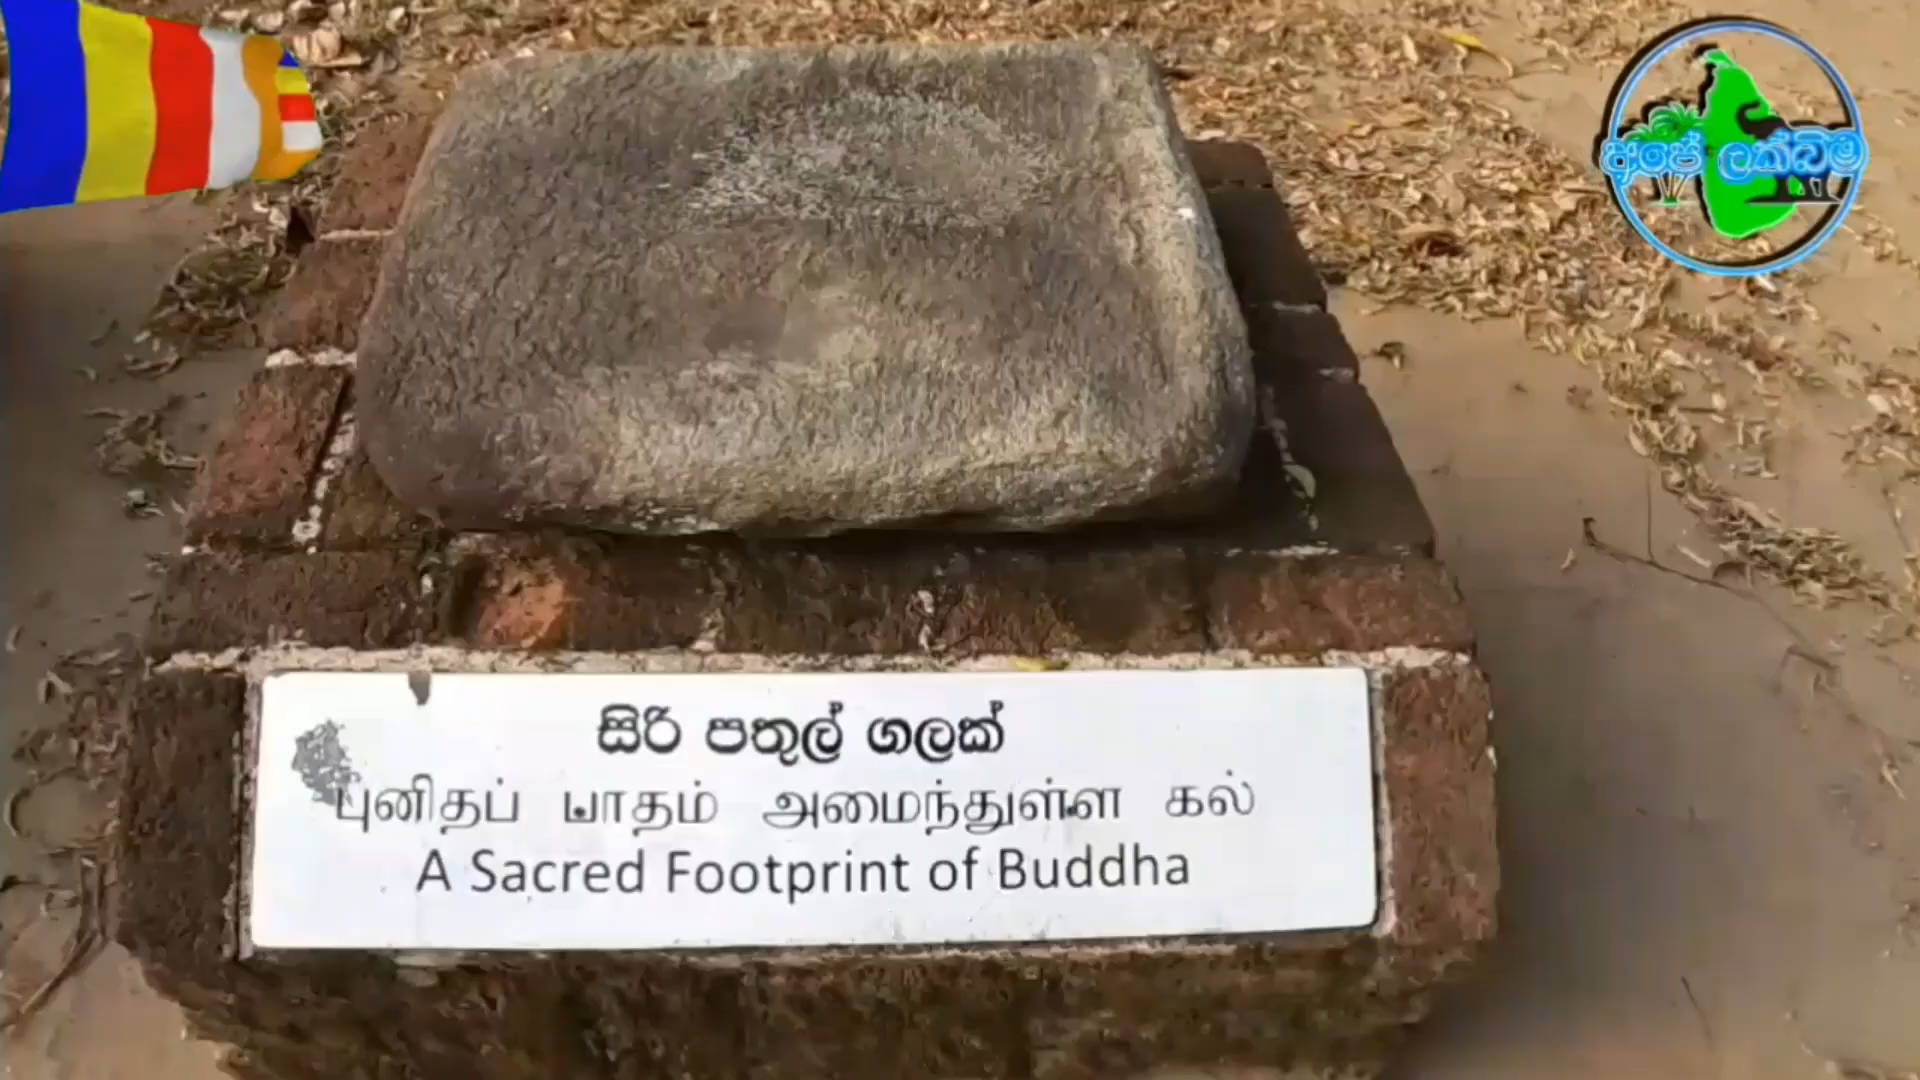 අපේ ලක්බිම
සිරි පතුල් ගලක්
புனிதப் பாதம் அமைந்துள்ள கல்
A Sacred Footprint of Buddha